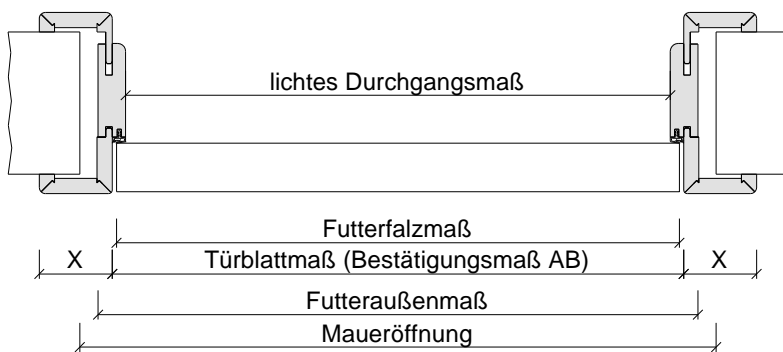 lichtes Durchgangsmaß
Futterfalzmaß
X Türblattmaß (Bestätigungsmaß AB) X
Futteraußenmaß
Maueröffnung